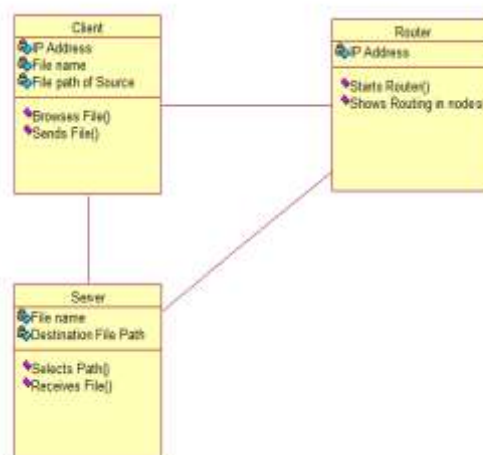 Client
IP Address
File name
File path of Source
Browses File()
Sends File()
Router
IP Address
Starts Router()
Shows Routing in nodes
Server
File name
Destination File Path
Selects Path()
Receives File()